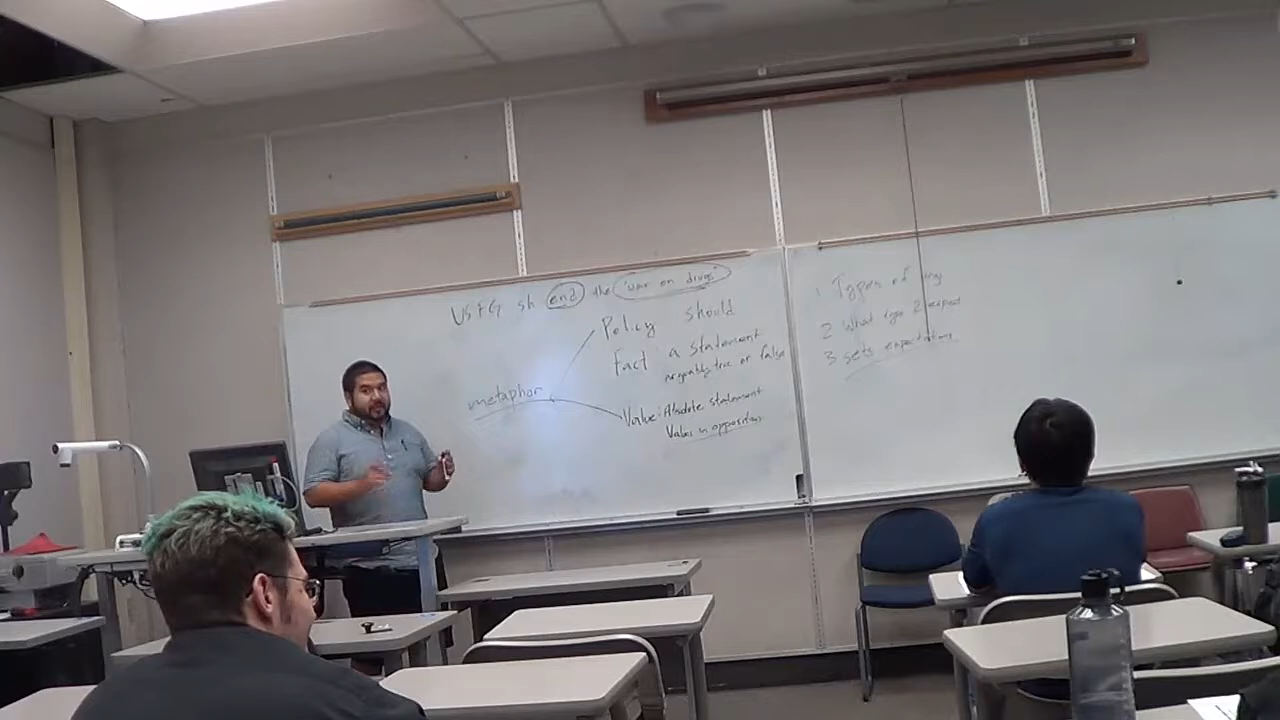 USFG sh end the "war on drugs"
Policy should
Fact a statement
arguably true or false
metaphor
Value: Absolute statement
Values in opposition
1 Types of
2 What type 2 expect
3 sets expectations